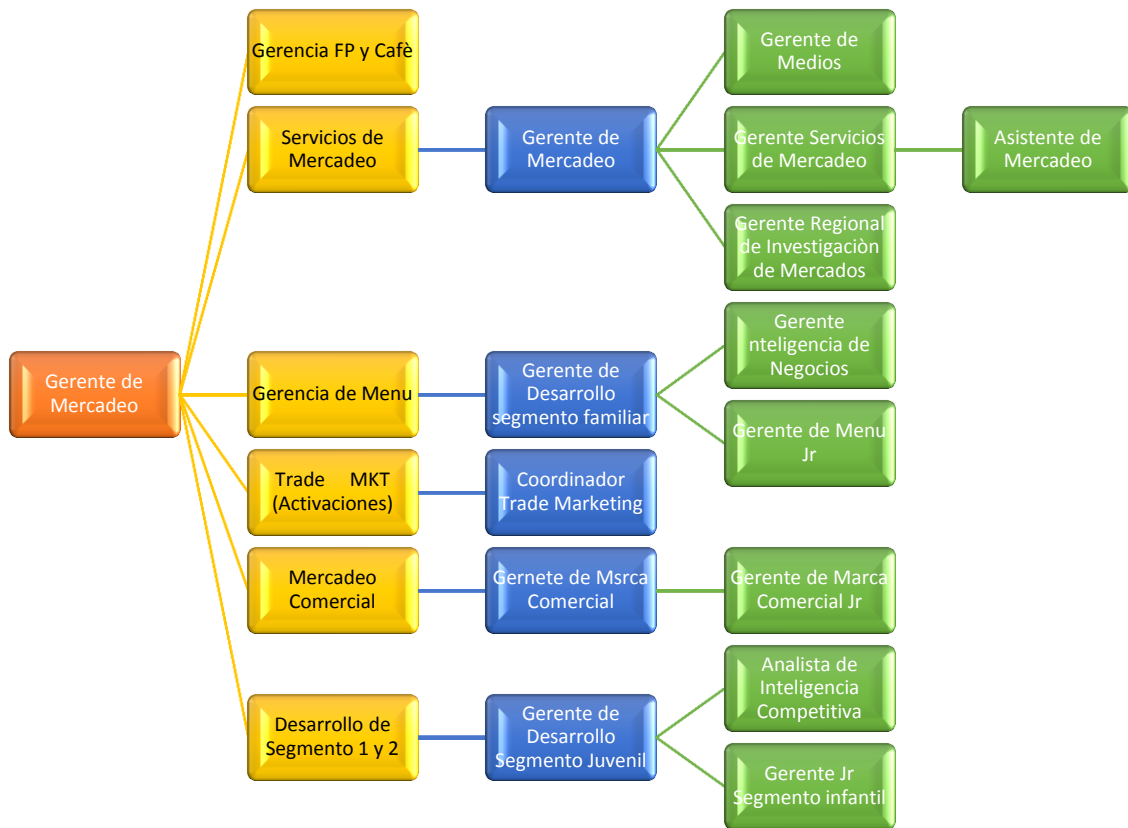 Gerente de
Mercadeo
Gerencia FP y Cafè
Servicios de
Mercadeo
Gerente de
Mercadeo
Gerente de
Medios
Gerente Servicios
de Mercadeo
Asistente de
Mercadeo
Gerente Regional
de Investigaciòn
de Mercados
Gerencia de Menu
Gerente de
Desarrollo
segmento familiar
Gerente
nteligencia de
Negocios
Gerente de Menu
Jr
Trade MKT
(Activaciones)
Coordinador
Trade Marketing
Mercadeo
Comercial
Gernete de Msrca
Comercial
Gerente de Marca
Comercial Jr
Desarrollo de
Segmento 1 y 2
Gerente de
Desarrollo
Segmento Juvenil
Analista de
Inteligencia
Competitiva
Gerente Jr
Segmento infantil